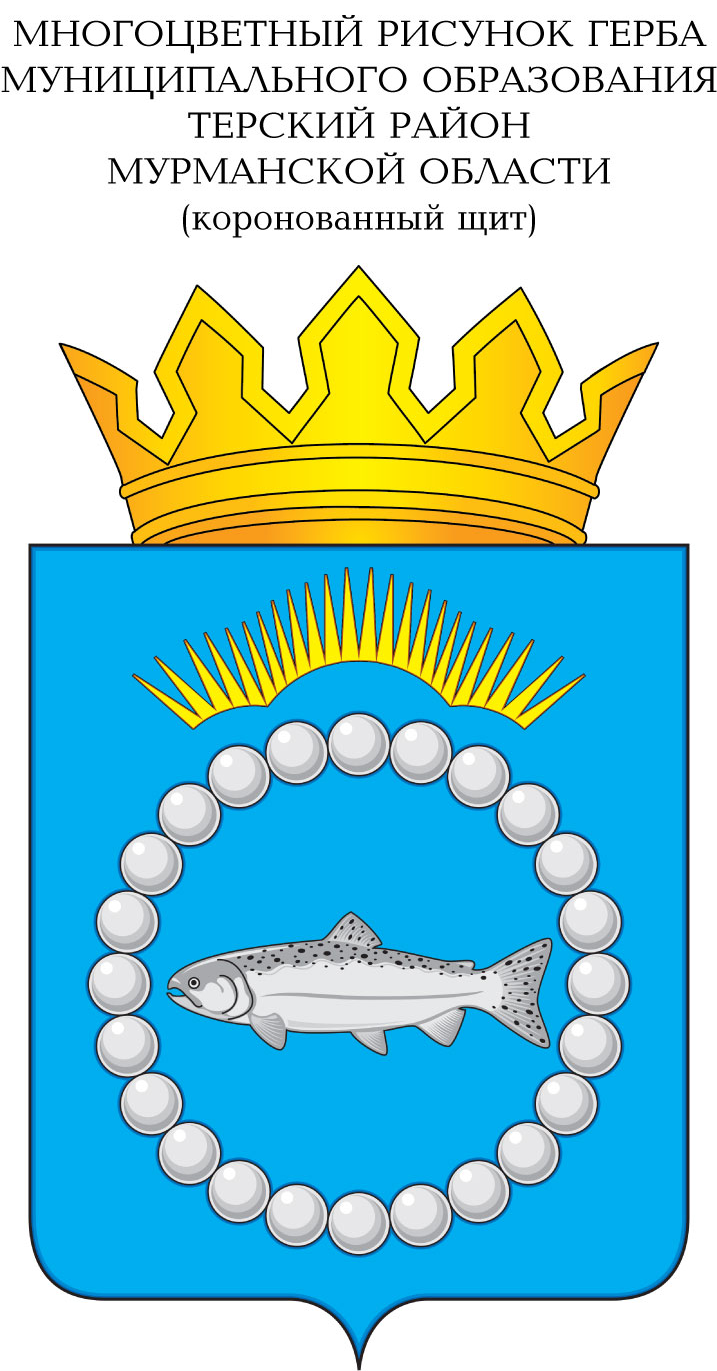 МНОГОЦВЕТНЫЙ РИСУНОК ГЕРБА
МУНИЦИПАЛЬНОГО ОБРАЗОВАНИЯ
ТЕРСКИЙ РАЙОН
МУРМАНСКОЙ ОБЛАСТИ
(коронованный щит)